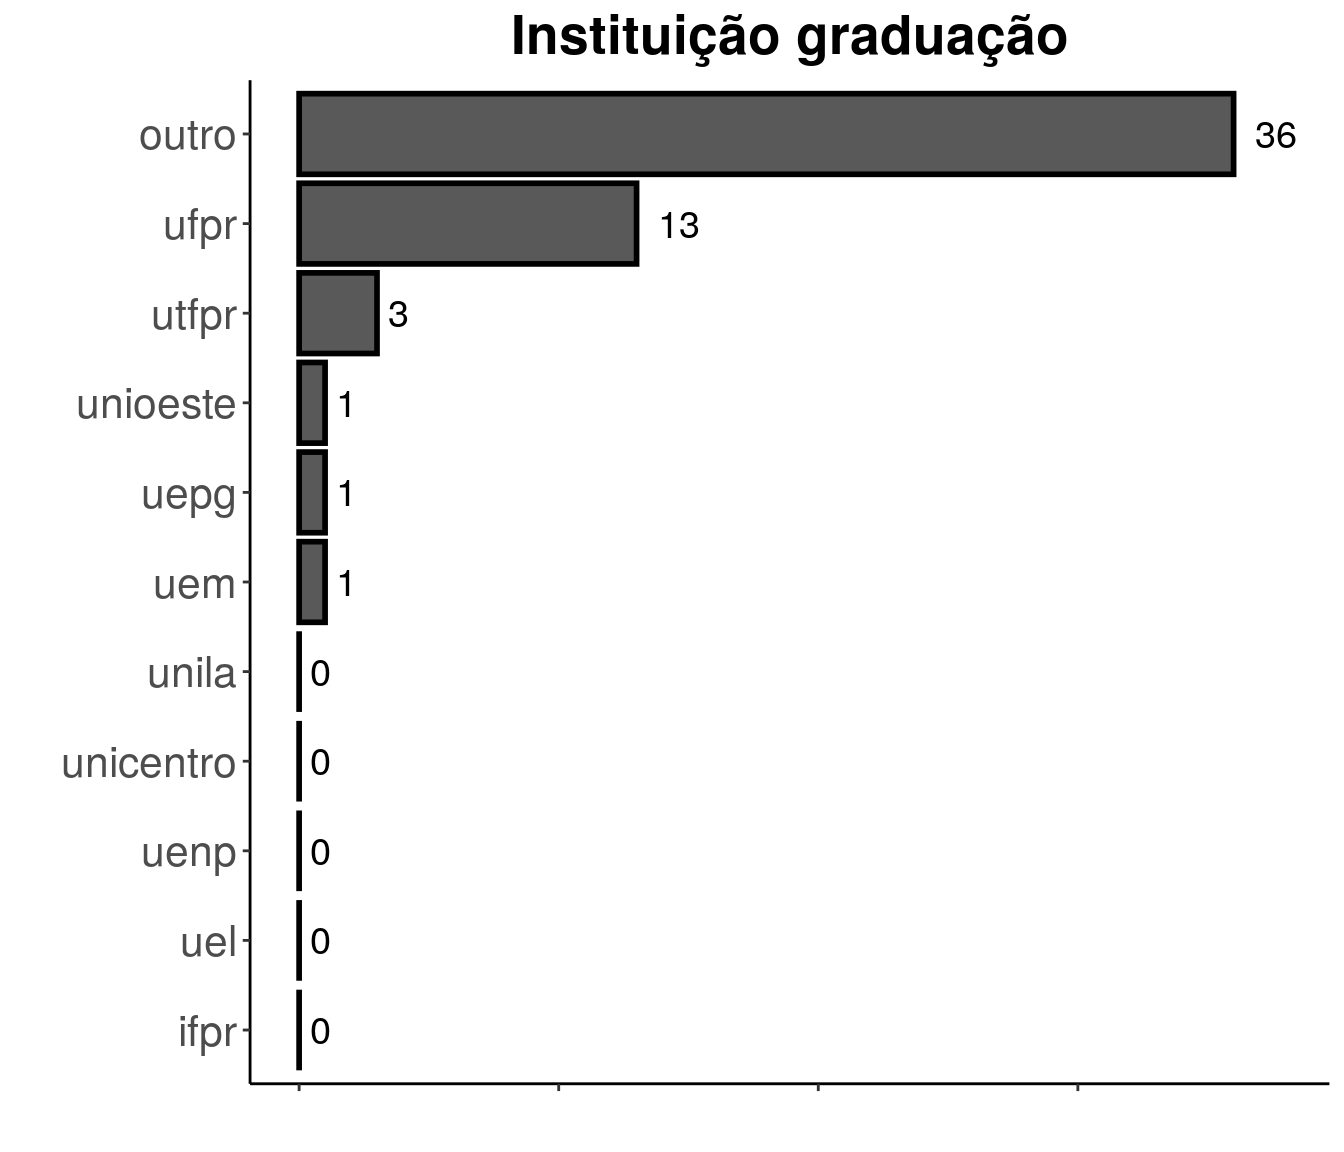 Instituição graduação
outro 36
ufpr 13
utfpr 3
unioeste 1
uepg 1
uem 1
unila 0
unicentro 0
uenp 0
uel 0
ifpr 0